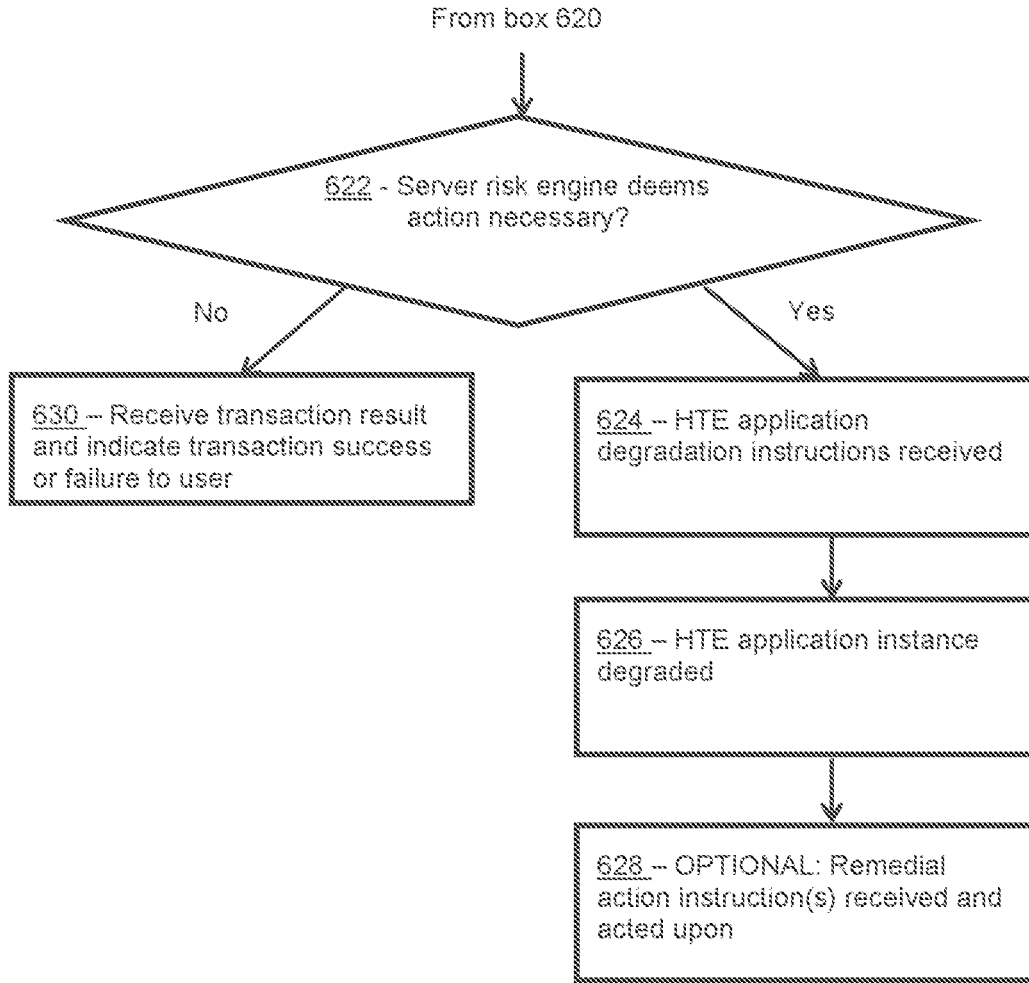 From box 620
622 - Server risk engine deems
action necessary?
No
Yes
630 – Receive transaction result
and indicate transaction success
or failure to user
624 – HTE application
degradation instructions received
626 – HTE application instance
degraded
628 – OPTIONAL: Remedial
action instruction(s) received and
acted upon